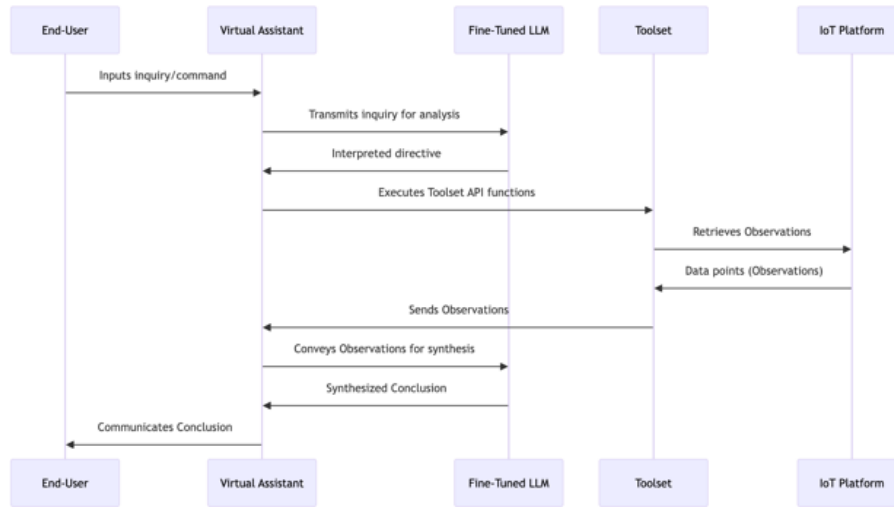 End-User
Virtual Assistant
Fine-Tuned LLM
Toolset
IoT Platform
Inputs inquiry/command
Transmits inquiry for analysis
Interpreted directive
Executes Toolset API functions
Retrieves Observations
Data points (Observations)
Sends Observations
Conveys Observations for synthesis
Synthesized Conclusion
Communicates Conclusion
End-User
Virtual Assistant
Fine-Tuned LLM
Toolset
IoT Platform